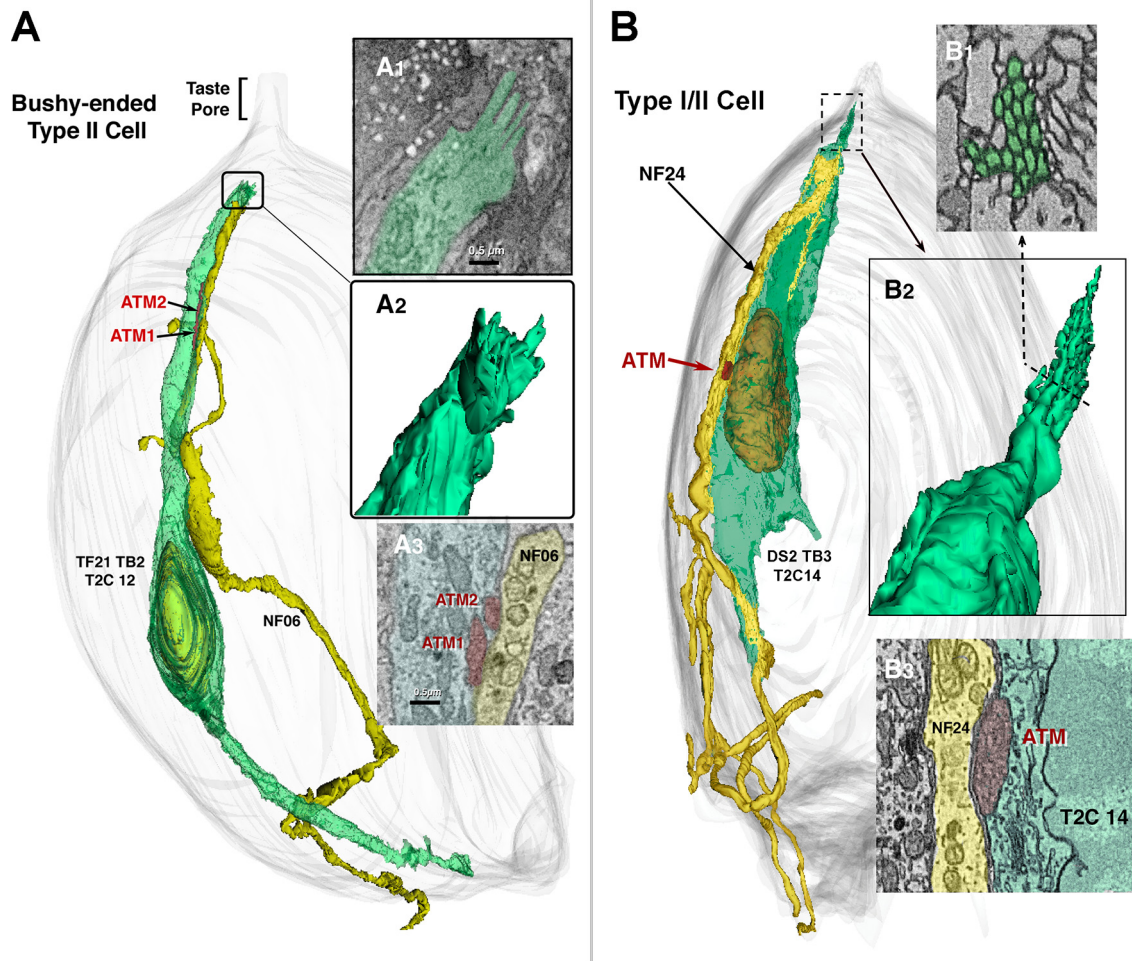 A
Bushy-ended
Type II Cell
Taste
Pore
ATM2
ATM1
TF21 TB2
T2C 12
NF06
A1
0.5 µm
A2
A3
NF06
ATM2
ATM1
0.5µm
B
Type I/II Cell
NF24
ATM
DS2 TB3
T2C14
B1
B2
B3
NF24
ATM
T2C 14